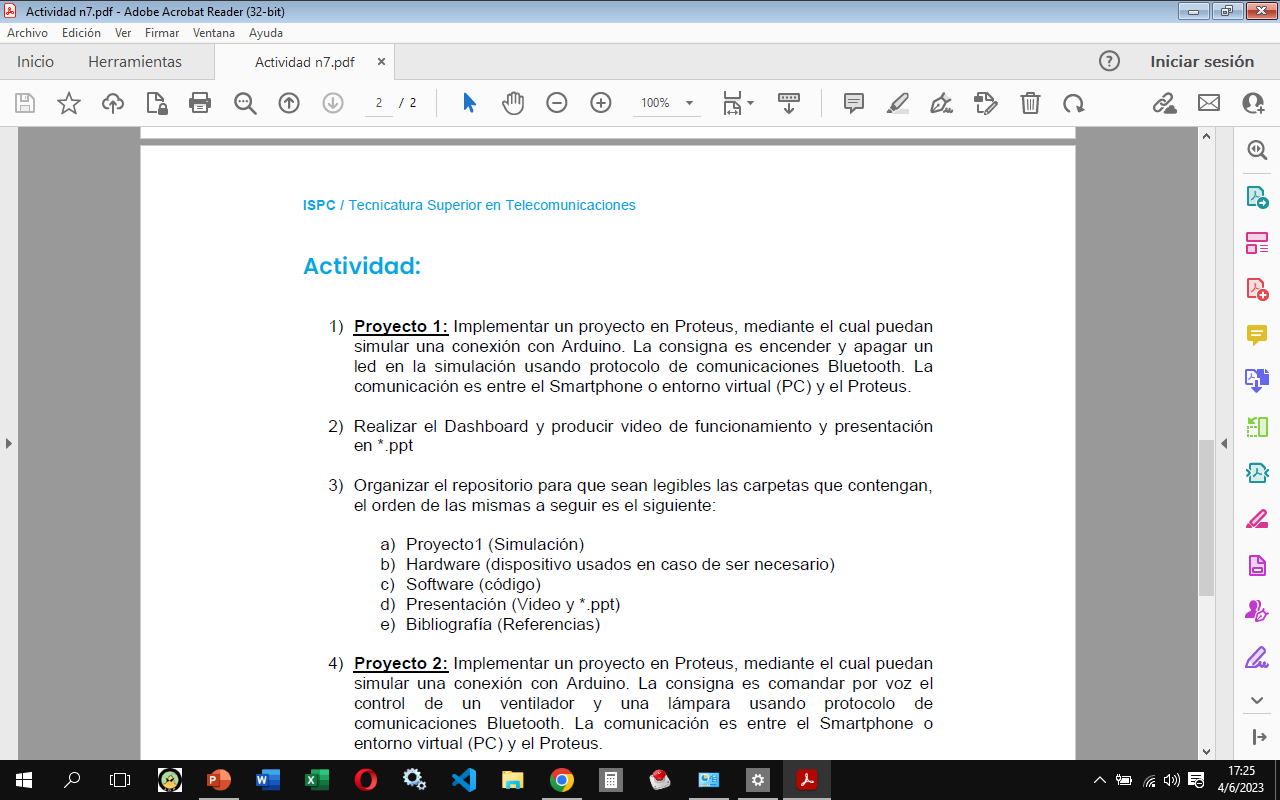 Actividad n7.pdf - Adobe Acrobat Reader (32-bit)
Archivo Edición Ver Firmar Ventana Ayuda
Inicio Herramientas Actividad n7.pdf × Iniciar sesión
2 / 2 100%
ISPC / Tecnicatura Superior en Telecomunicaciones
Actividad:
1) Proyecto 1: Implementar un proyecto en Proteus, mediante el cual puedan
simular una conexión con Arduino. La consigna es encender y apagar un
led en la simulación usando protocolo de comunicaciones Bluetooth. La
comunicación es entre el Smartphone o entorno virtual (PC) y el Proteus.
2) Realizar el Dashboard y producir video de funcionamiento y presentación
en *.ppt
3) Organizar el repositorio para que sean legibles las carpetas que contengan,
el orden de las mismas a seguir es el siguiente:
a) Proyecto1 (Simulación)
b) Hardware (dispositivo usados en caso de ser necesario)
c) Software (código)
d) Presentación (Video y *.ppt)
e) Bibliografía (Referencias)
4) Proyecto 2: Implementar un proyecto en Proteus, mediante el cual puedan
simular una conexión con Arduino. La consigna es comandar por voz el
control de un ventilador y una lámpara usando protocolo de
comunicaciones Bluetooth. La comunicación es entre el Smartphone o
entorno virtual (PC) y el Proteus.
17:25
4/6/2023